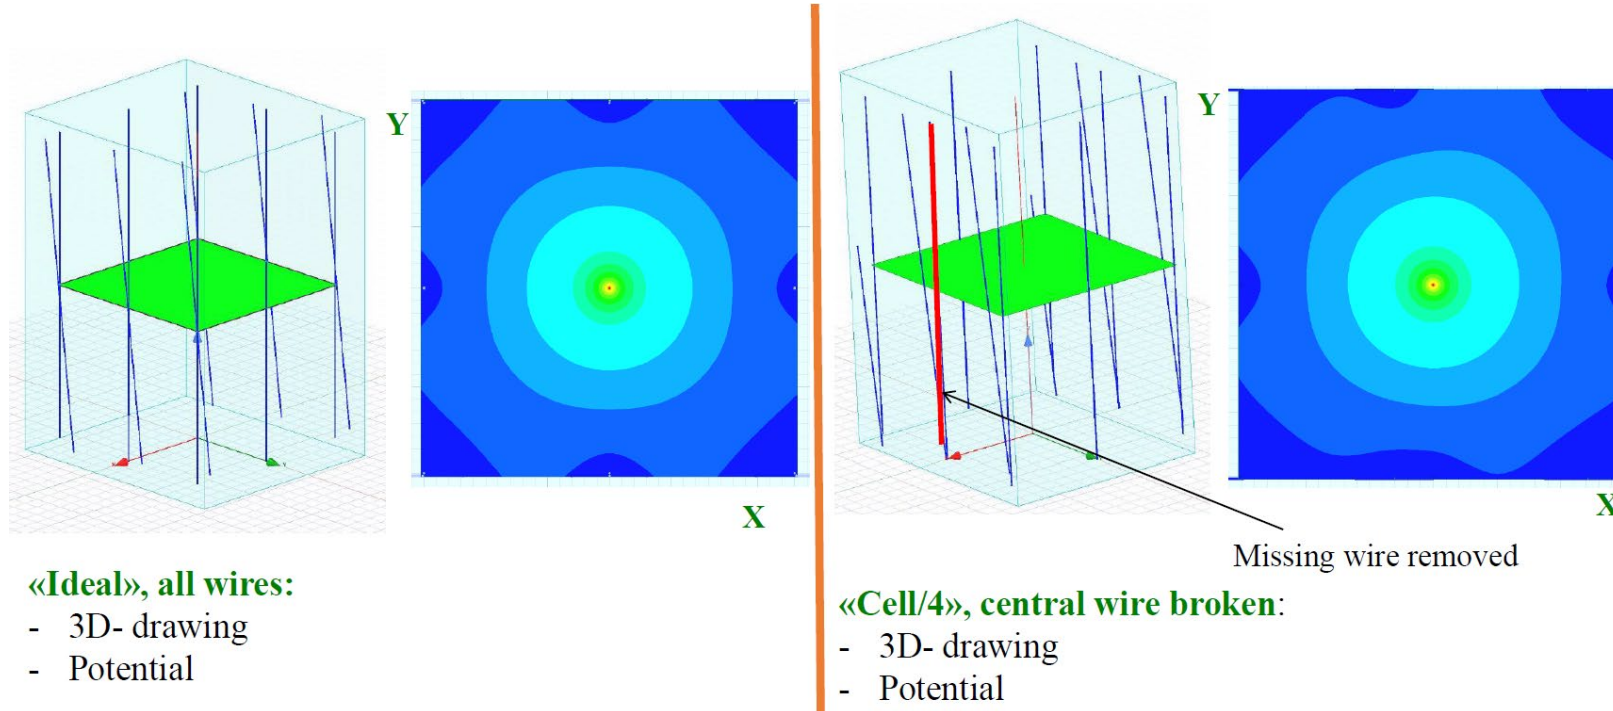 Y
X
«Ideal», all wires:
- 3D- drawing
- Potential
Y
X
Missing wire removed
«Cell/4», central wire broken:
- 3D- drawing
- Potential